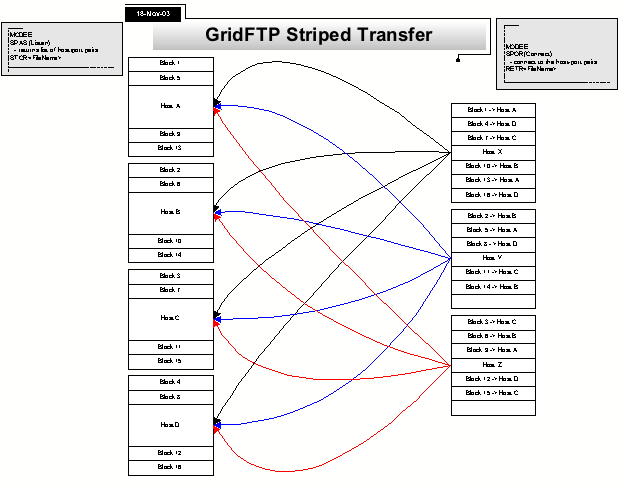 18-Nov-03
GridFTP Striped Transfer
MODE E
SPAS (Listen)
- returns list of host:port pairs
STOR <FileName>
MODE E
SPOR (Connect)
- connect to the host-port pairs
RETR <FileName>
Block 1
Block 5
Host A
Block 9
Block 13
Block 2
Block 6
Host B
Block 10
Block 14
Block 3
Block 7
Host C
Block 11
Block 15
Block 4
Block 8
Host D
Block 12
Block 16
Block 1 -> Host A
Block 4 -> Host D
Block 7 -> Host C
Host X
Block 10 -> Host B
Block 13 -> Host A
Block 16 -> Host D
Block 2 -> Host B
Block 5 -> Host A
Block 8 -> Host D
Host Y
Block 11 -> Host C
Block 14 -> Host B
Block 3 -> Host C
Block 6 -> Host B
Block 9 -> Host A
Host Z
Block 12 -> Host D
Block 15 -> Host C